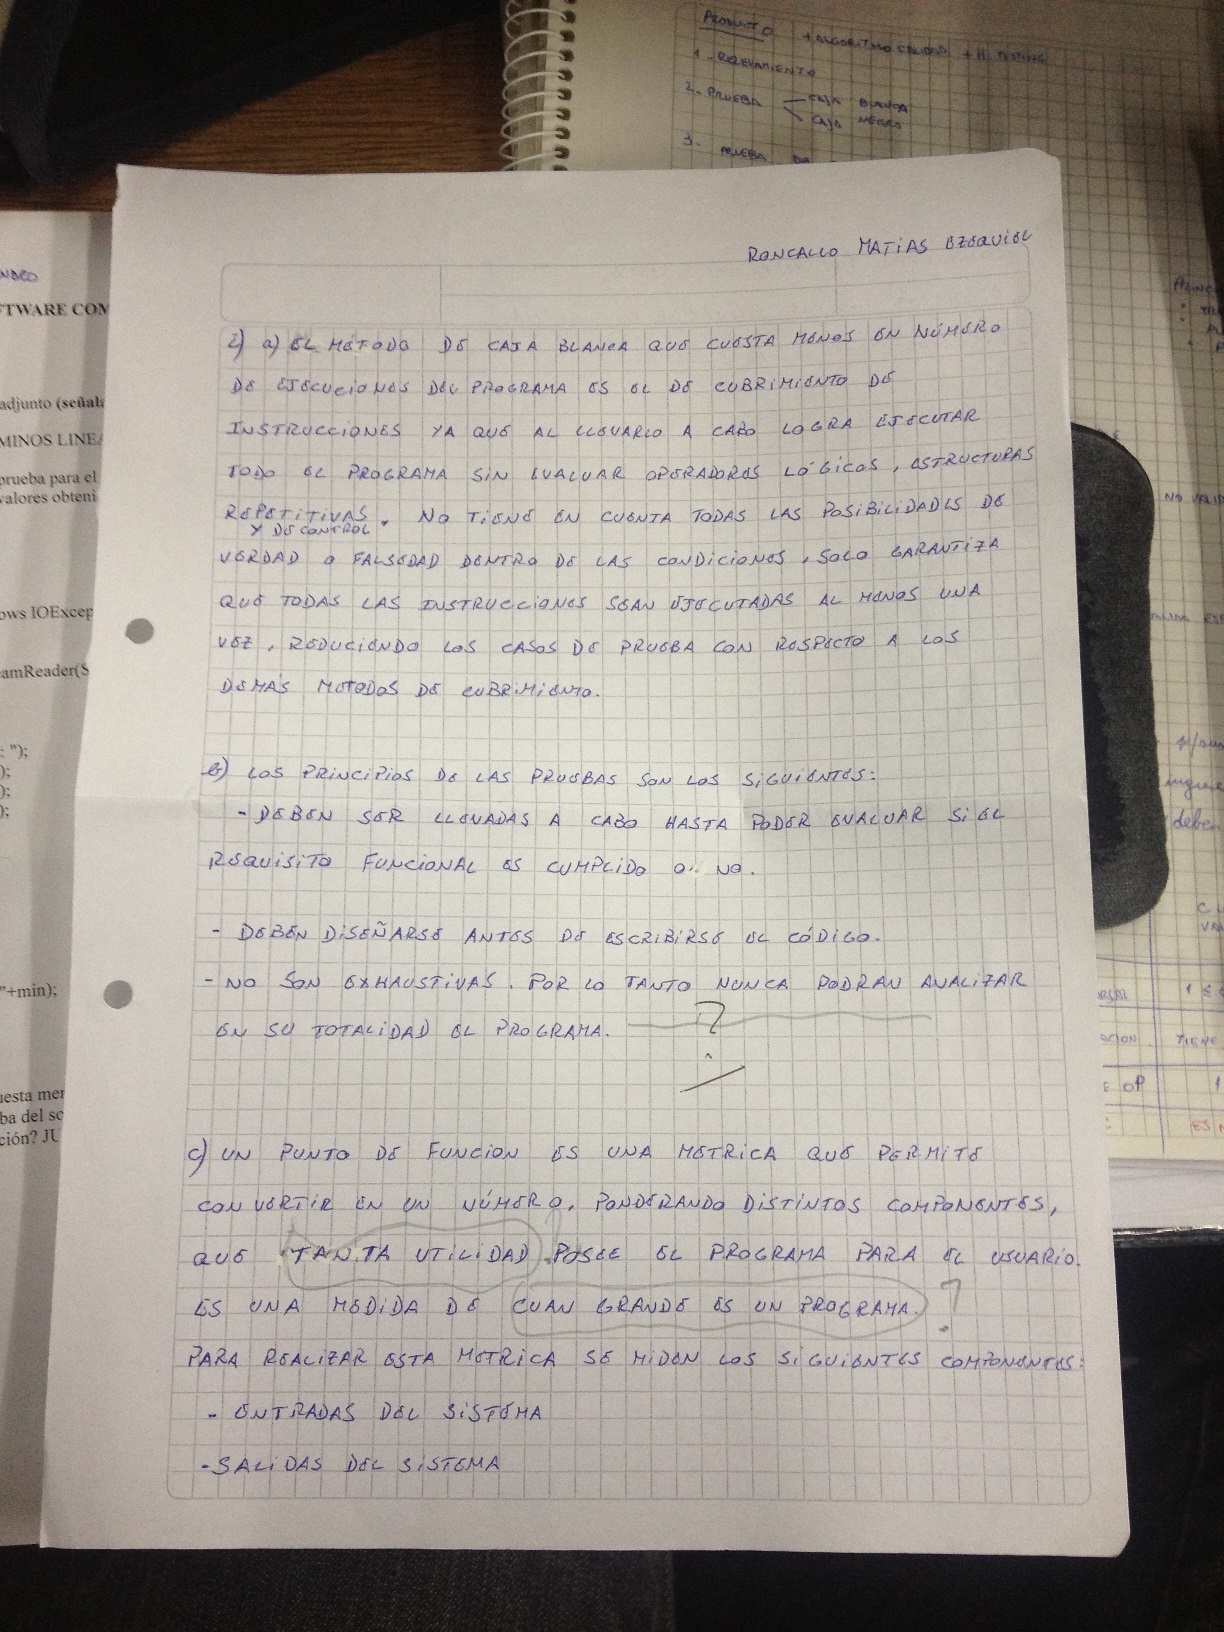 PRODUCTO + ALGORITMO CALIDAD + H. TESTING
1- RELEVAMIENTO
2- PRUEBA CAJA BLANCA
CAJA NEGRA
3- PRUEBA DE
RONCALLO MATIAS EZEQUIEL
TWARE COM
adjunto (señal
MINOS LINEA
prueba para el
valores obteni
ows IOExcep
eamReader(S
: ");
);
);
);
"+min);
uesta men
ba del so
ción? JU
2) a) EL MÉTODO DE CAJA BLANCA QUE CUESTA MENOS EN NÚMERO
DE EJECUCIONES DEL PROGRAMA ES EL DE CUBRIMIENTO DE
INSTRUCCIONES YA QUE AL LLEVARLO A CABO LOGRA EJECUTAR
TODO EL PROGRAMA SIN EVALUAR OPERADORES LÓGICOS, ESTRUCTURAS
REPETITIVAS Y DE CONTROL. NO TIENE EN CUENTA TODAS LAS POSIBILIDADES DE
VERDAD O FALSEDAD DENTRO DE LAS CONDICIONES, SOLO GARANTIZA
QUE TODAS LAS INSTRUCCIONES SEAN EJECUTADAS AL MENOS UNA
VEZ, REDUCIENDO LOS CASOS DE PRUEBA CON RESPECTO A LOS
DEMÁS METODOS DE CUBRIMIENTO.
b) LOS PRINCIPIOS DE LAS PRUEBAS SON LOS SIGUIENTES:
- DEBEN SER LLEVADAS A CABO HASTA PODER EVALUAR SI EL
REQUISITO FUNCIONAL ES CUMPLIDO O NO.
- DEBEN DISEÑARSE ANTES DE ESCRIBIRSE EL CÓDIGO.
- NO SON EXHAUSTIVAS. POR LO TANTO NUNCA PODRAN ANALIZAR
EN SU TOTALIDAD EL PROGRAMA. ?
c) UN PUNTO DE FUNCION ES UNA METRICA QUE PERMITE
CONVERTIR EN UN NÚMERO, PONDERANDO DISTINTOS COMPONENTES,
QUE TANTA UTILIDAD POSEE EL PROGRAMA PARA EL USUARIO.
ES UNA MEDIDA DE CUAN GRANDE ES UN PROGRAMA. ?
PARA REALIZAR ESTA METRICA SE MIDEN LOS SIGUIENTES COMPONENTES:
- ENTRADAS DEL SISTEMA
- SALIDAS DEL SISTEMA
NO VALID
deben
TIENE
OP